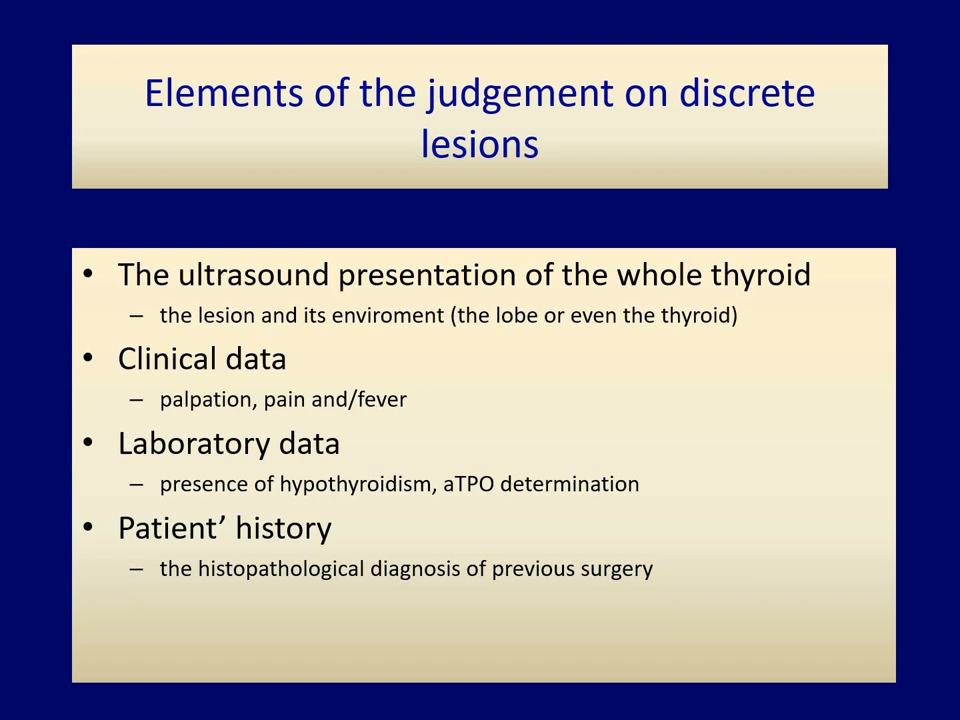 Elements of the judgement on discrete
lesions
• The ultrasound presentation of the whole thyroid
– the lesion and its enviroment (the lobe or even the thyroid)
• Clinical data
– palpation, pain and/fever
• Laboratory data
– presence of hypothyroidism, aTPO determination
• Patient’ history
– the histopathological diagnosis of previous surgery